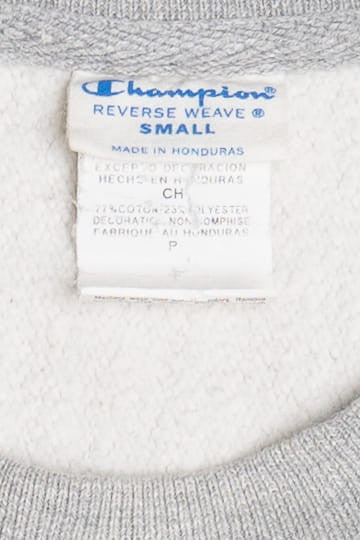 Champion®
REVERSE WEAVE ®
SMALL
MADE IN HONDURAS
EXCEPTO DECORACION
HECHO EN HONDURAS
CH
77%COTON-23%POLYESTER
DECORATION NON COMPRISE
FABRIQUE AU HONDURAS
P